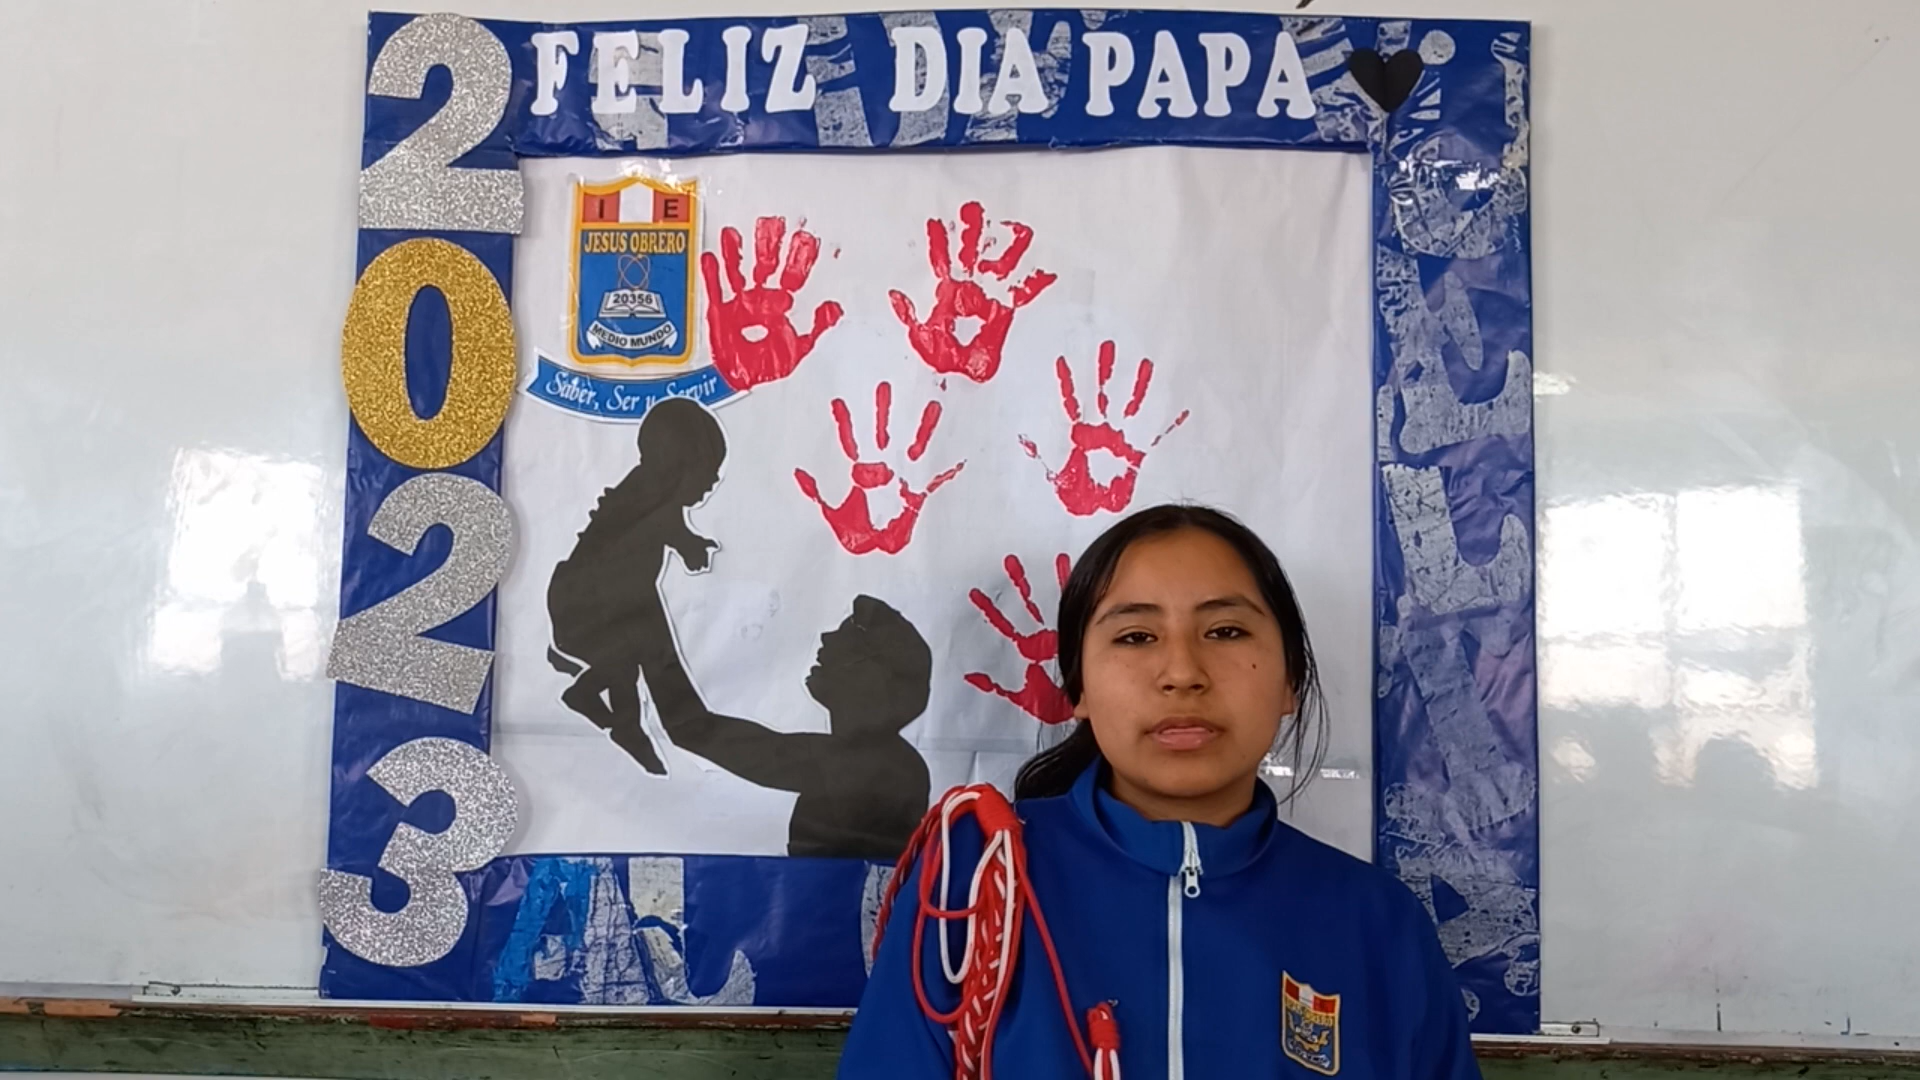 FELIZ DIA PAPA
2023
I E
JESUS OBRERO
20356
MEDIO MUNDO
Saber, Ser y Servir